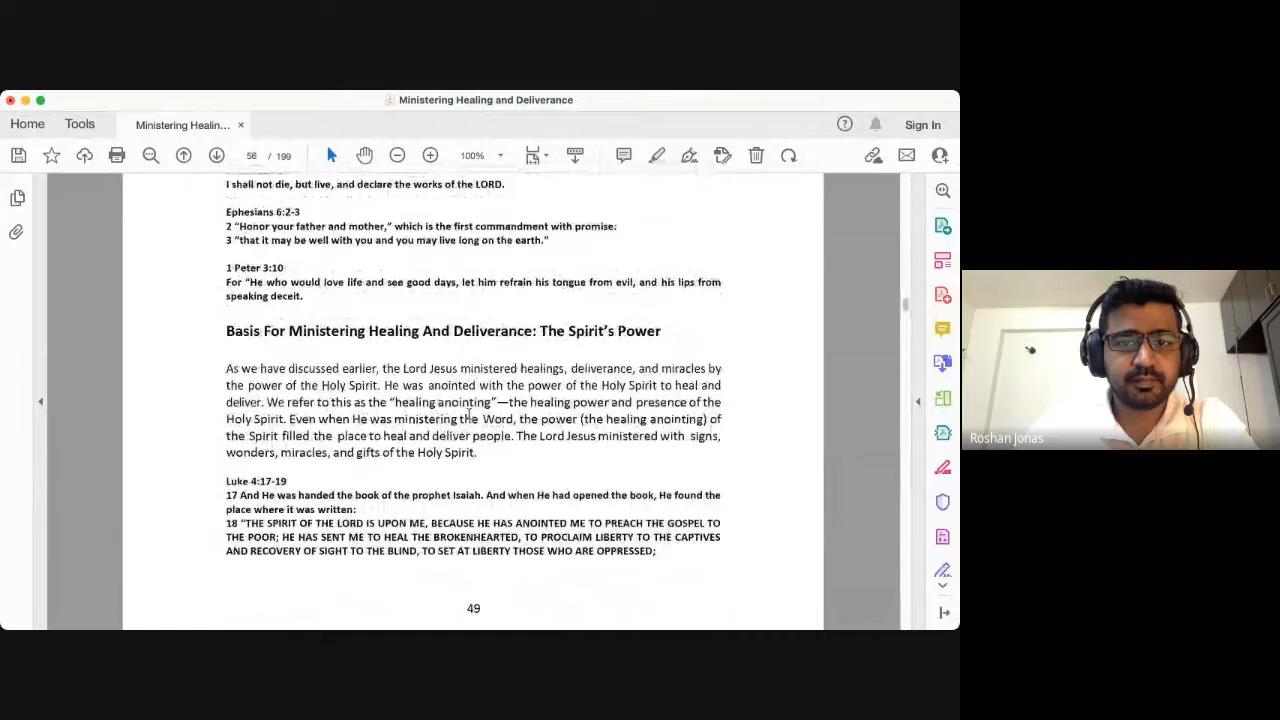 Ministering Healing and Deliverance
Home Tools Ministering Healin... × Sign In
56 / 199 100%
I shall not die, but live, and declare the works of the LORD.
Ephesians 6:2-3
2 “Honor your father and mother,” which is the first commandment with promise:
3 “that it may be well with you and you may live long on the earth.”
1 Peter 3:10
For “He who would love life and see good days, let him refrain his tongue from evil, and his lips from
speaking deceit.
Basis For Ministering Healing And Deliverance: The Spirit’s Power
As we have discussed earlier, the Lord Jesus ministered healings, deliverance, and miracles by
the power of the Holy Spirit. He was anointed with the power of the Holy Spirit to heal and
deliver. We refer to this as the “healing anointing”—the healing power and presence of the
Holy Spirit. Even when He was ministering the Word, the power (the healing anointing) of
the Spirit filled the place to heal and deliver people. The Lord Jesus ministered with signs,
wonders, miracles, and gifts of the Holy Spirit.
Luke 4:17-19
17 And He was handed the book of the prophet Isaiah. And when He had opened the book, He found the
place where it was written:
18 “THE SPIRIT OF THE LORD IS UPON ME, BECAUSE HE HAS ANOINTED ME TO PREACH THE GOSPEL TO
THE POOR; HE HAS SENT ME TO HEAL THE BROKENHEARTED, TO PROCLAIM LIBERTY TO THE CAPTIVES
AND RECOVERY OF SIGHT TO THE BLIND, TO SET AT LIBERTY THOSE WHO ARE OPPRESSED;
49
Roshan Jonas